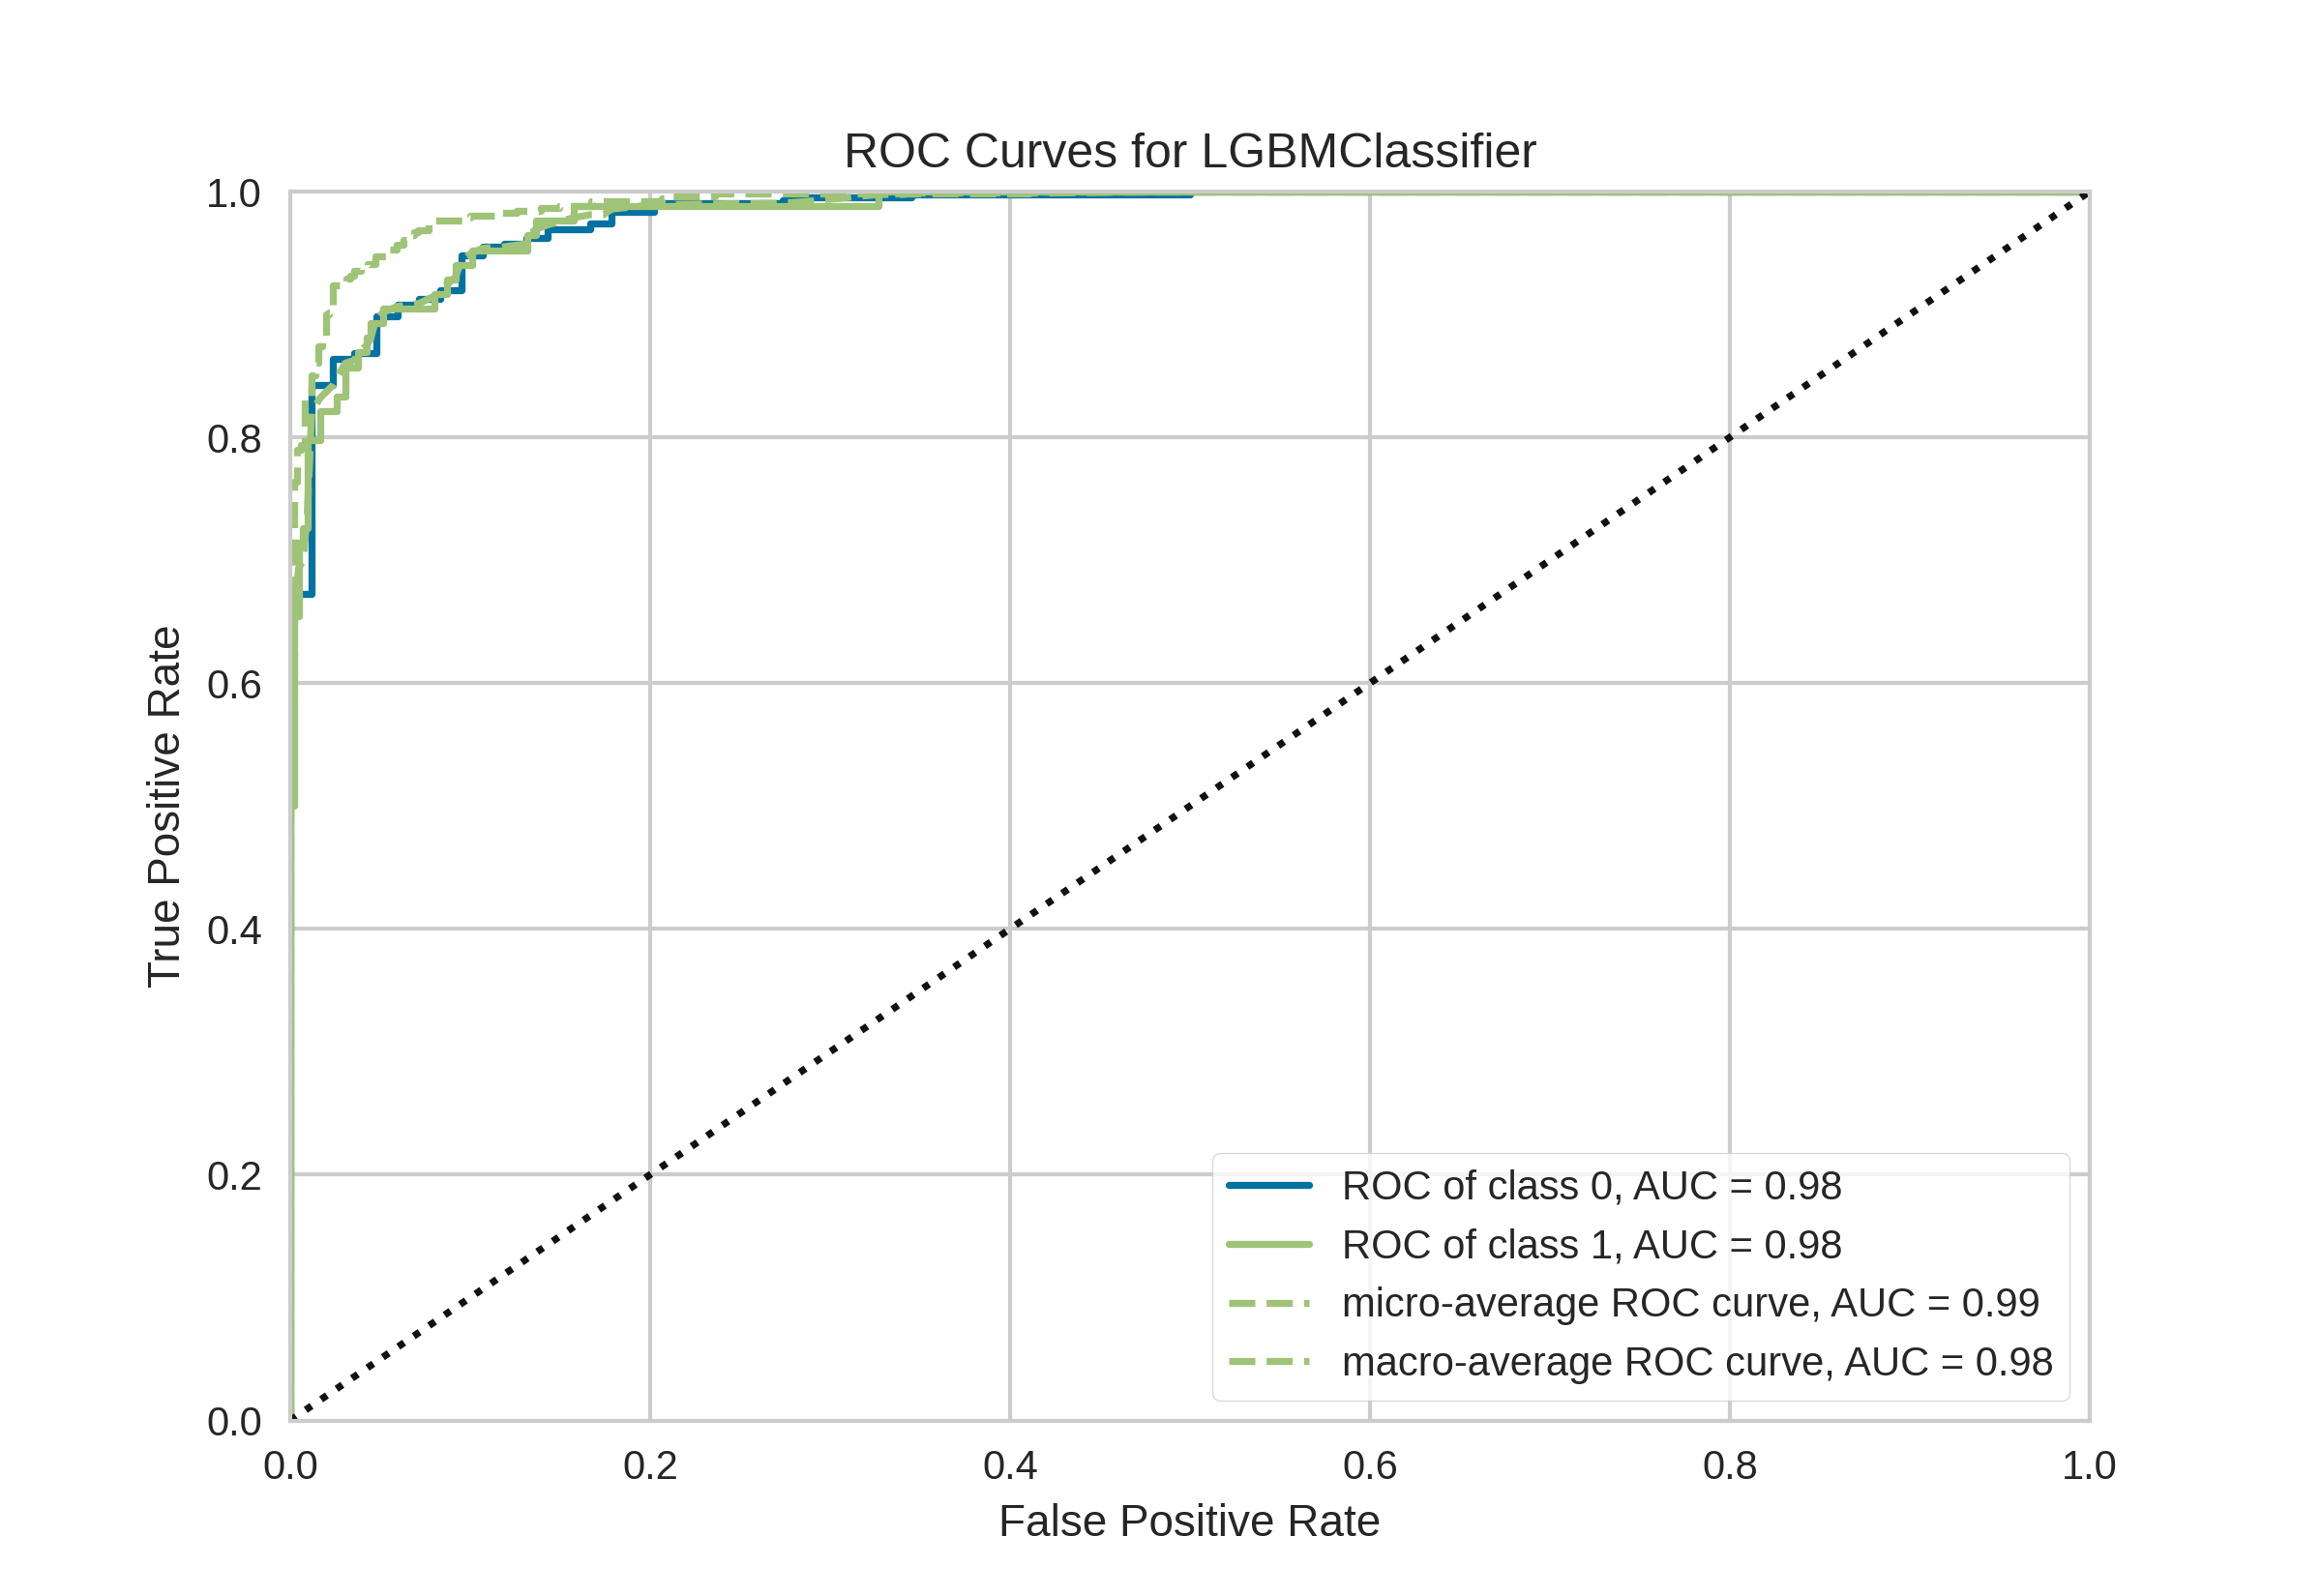 ROC Curves for LGBMClassifier
1.0
0.8
0.6
0.4
0.2
0.0
True Positive Rate
ROC of class 0, AUC = 0.98
ROC of class 1, AUC = 0.98
micro-average ROC curve, AUC = 0.99
macro-average ROC curve, AUC = 0.98
0.0 0.2 0.4 0.6 0.8 1.0
False Positive Rate